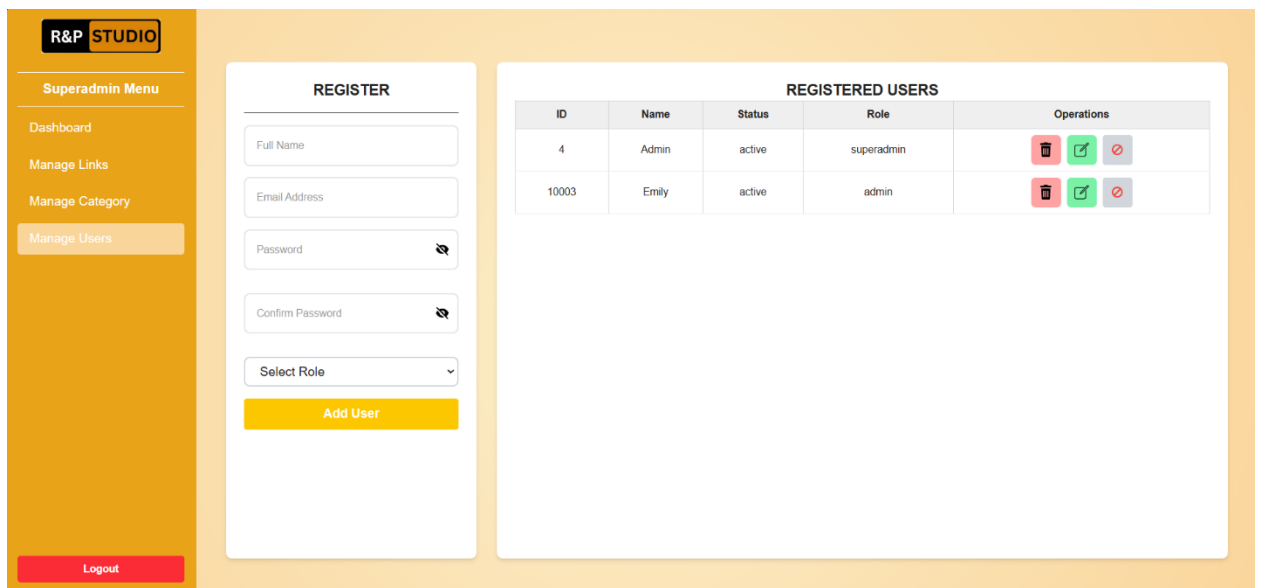 R&P STUDIO
Superadmin Menu
Dashboard
Manage Links
Manage Category
Manage Users
Logout
REGISTER
Full Name
Email Address
Password
Confirm Password
Select Role
Add User
REGISTERED USERS
ID Name Status Role Operations
4 Admin active superadmin
10003 Emily active admin